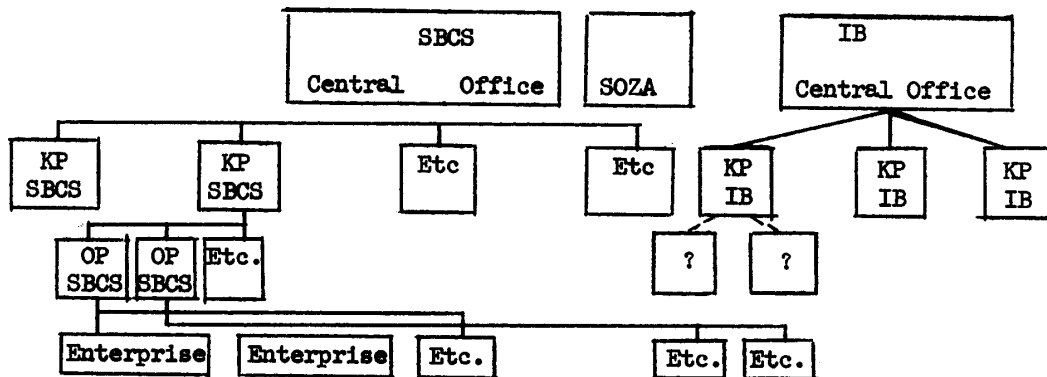 SBCS
Central Office
SOZA
IB
Central Office
KP
SBCS
KP
SBCS
Etc
Etc
KP
IB
KP
IB
KP
IB
OP
SBCS
OP
SBCS
Etc.
?
?
Enterprise
Enterprise
Etc.
Etc.
Etc.